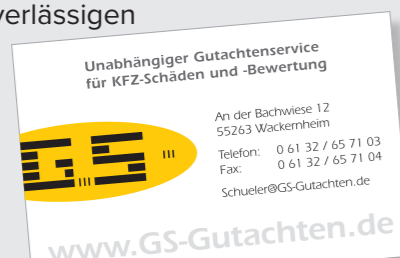 verlässigen
Unabhängiger Gutachtenservice
für KFZ-Schäden und -Bewertung
An der Bachwiese 12
55263 Wackernheim
GS
Telefon: 0 61 32 / 65 71 03
Fax: 0 61 32 / 65 71 04
Schueler@GS-Gutachten.de
www.GS-Gutachten.de